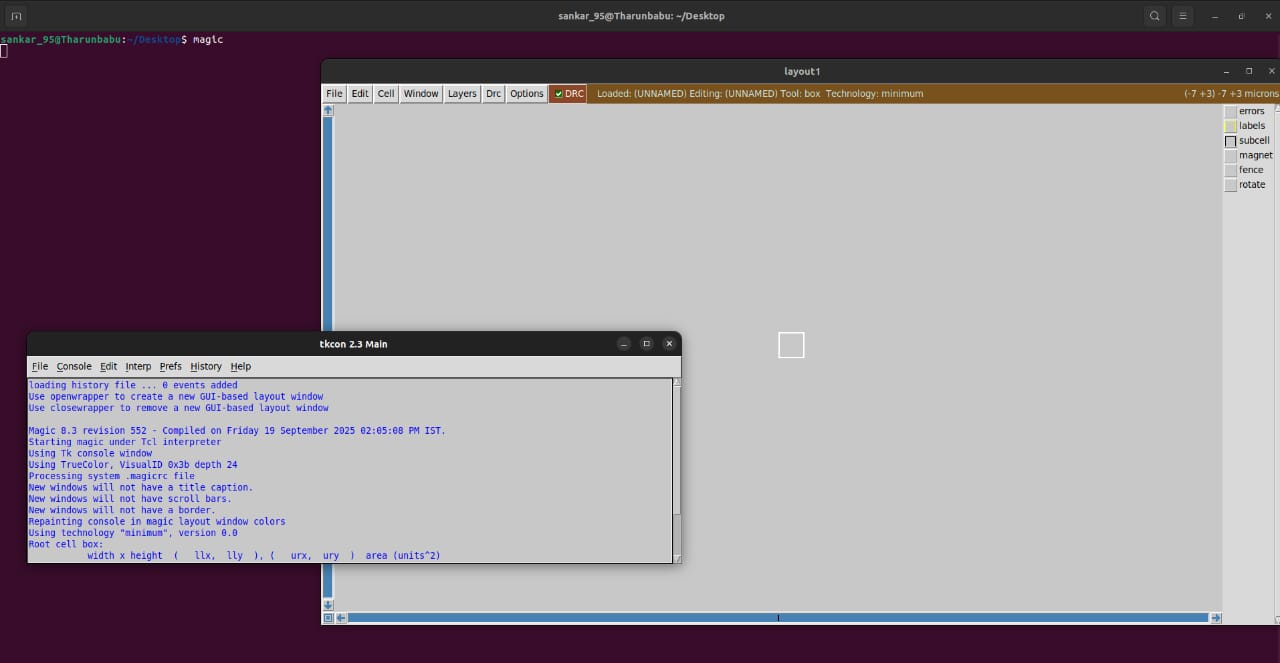 sankar_95@Tharunbabu: ~/Desktop
sankar_95@Tharunbabu:~/Desktop$ magic
layout1
File Edit Cell Window Layers Drc Options DRC Loaded: (UNNAMED) Editing: (UNNAMED) Tool: box Technology: minimum (-7 +3) -7 +3 microns
errors
labels
subcell
magnet
fence
rotate
tkcon 2.3 Main
File Console Edit Interp Prefs History Help
loading history file ... 0 events added
Use openwrapper to create a new GUI-based layout window
Use closewrapper to remove a new GUI-based layout window
Magic 8.3 revision 552 - Compiled on Friday 19 September 2025 02:05:08 PM IST.
Starting magic under Tcl interpreter
Using Tk console window
Using TrueColor, VisualID 0x3b depth 24
Processing system .magicrc file
New windows will not have a title caption.
New windows will not have scroll bars.
New windows will not have a border.
Repainting console in magic layout window colors
Using technology "minimum", version 0.0
Root cell box:
width x height ( llx, lly ), ( urx, ury ) area (units^2)